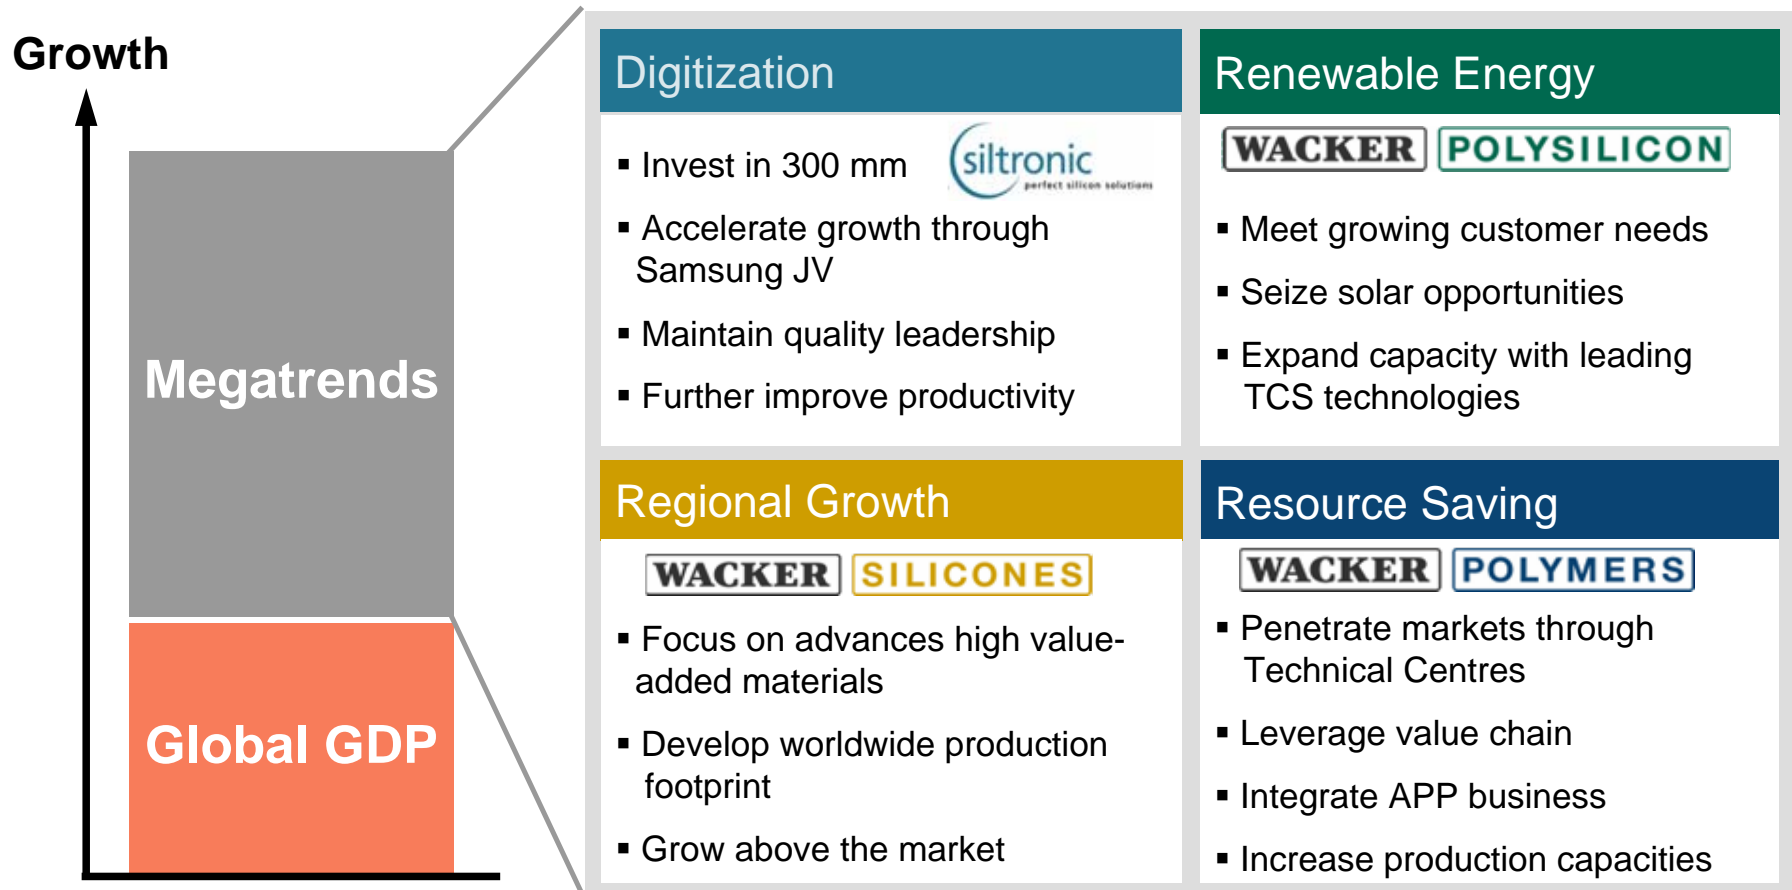 Growth
Megatrends
Global GDP
Digitization
▪ Invest in 300 mm
siltronic
perfect silicon solutions
▪ Accelerate growth through
Samsung JV
▪ Maintain quality leadership
▪ Further improve productivity
Renewable Energy
WACKER POLYSILICON
▪ Meet growing customer needs
▪ Seize solar opportunities
▪ Expand capacity with leading
TCS technologies
Regional Growth
WACKER SILICONES
▪ Focus on advances high value-
added materials
▪ Develop worldwide production
footprint
▪ Grow above the market
Resource Saving
WACKER POLYMERS
▪ Penetrate markets through
Technical Centres
▪ Leverage value chain
▪ Integrate APP business
▪ Increase production capacities